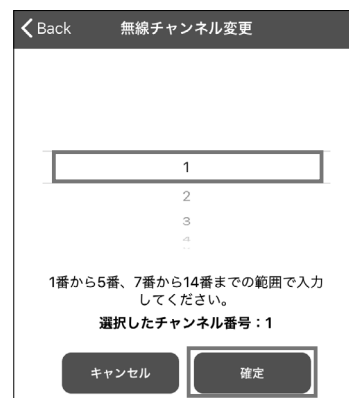 Back 無線チャンネル変更
1
2
3
4
1番から5番、7番から14番までの範囲で入力
してください。
選択したチャンネル番号：1
キャンセル 確定